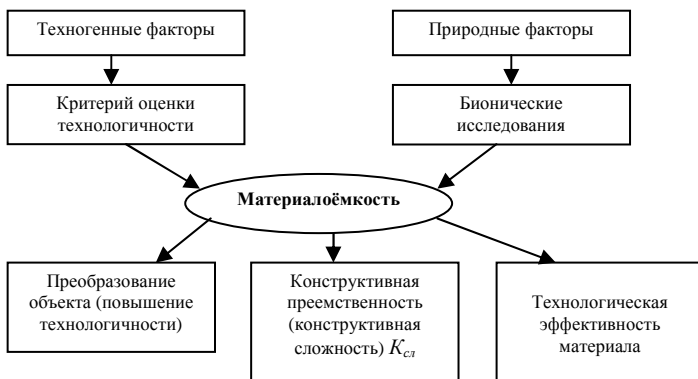 Техногенные факторы
Природные факторы
Критерий оценки
технологичности
Бионические
исследования
Материалоёмкость
Преобразование
объекта (повышение
технологичности)
Конструктивная
преемственность
(конструктивная
сложность) Kсл
Технологическая
эффективность
материала